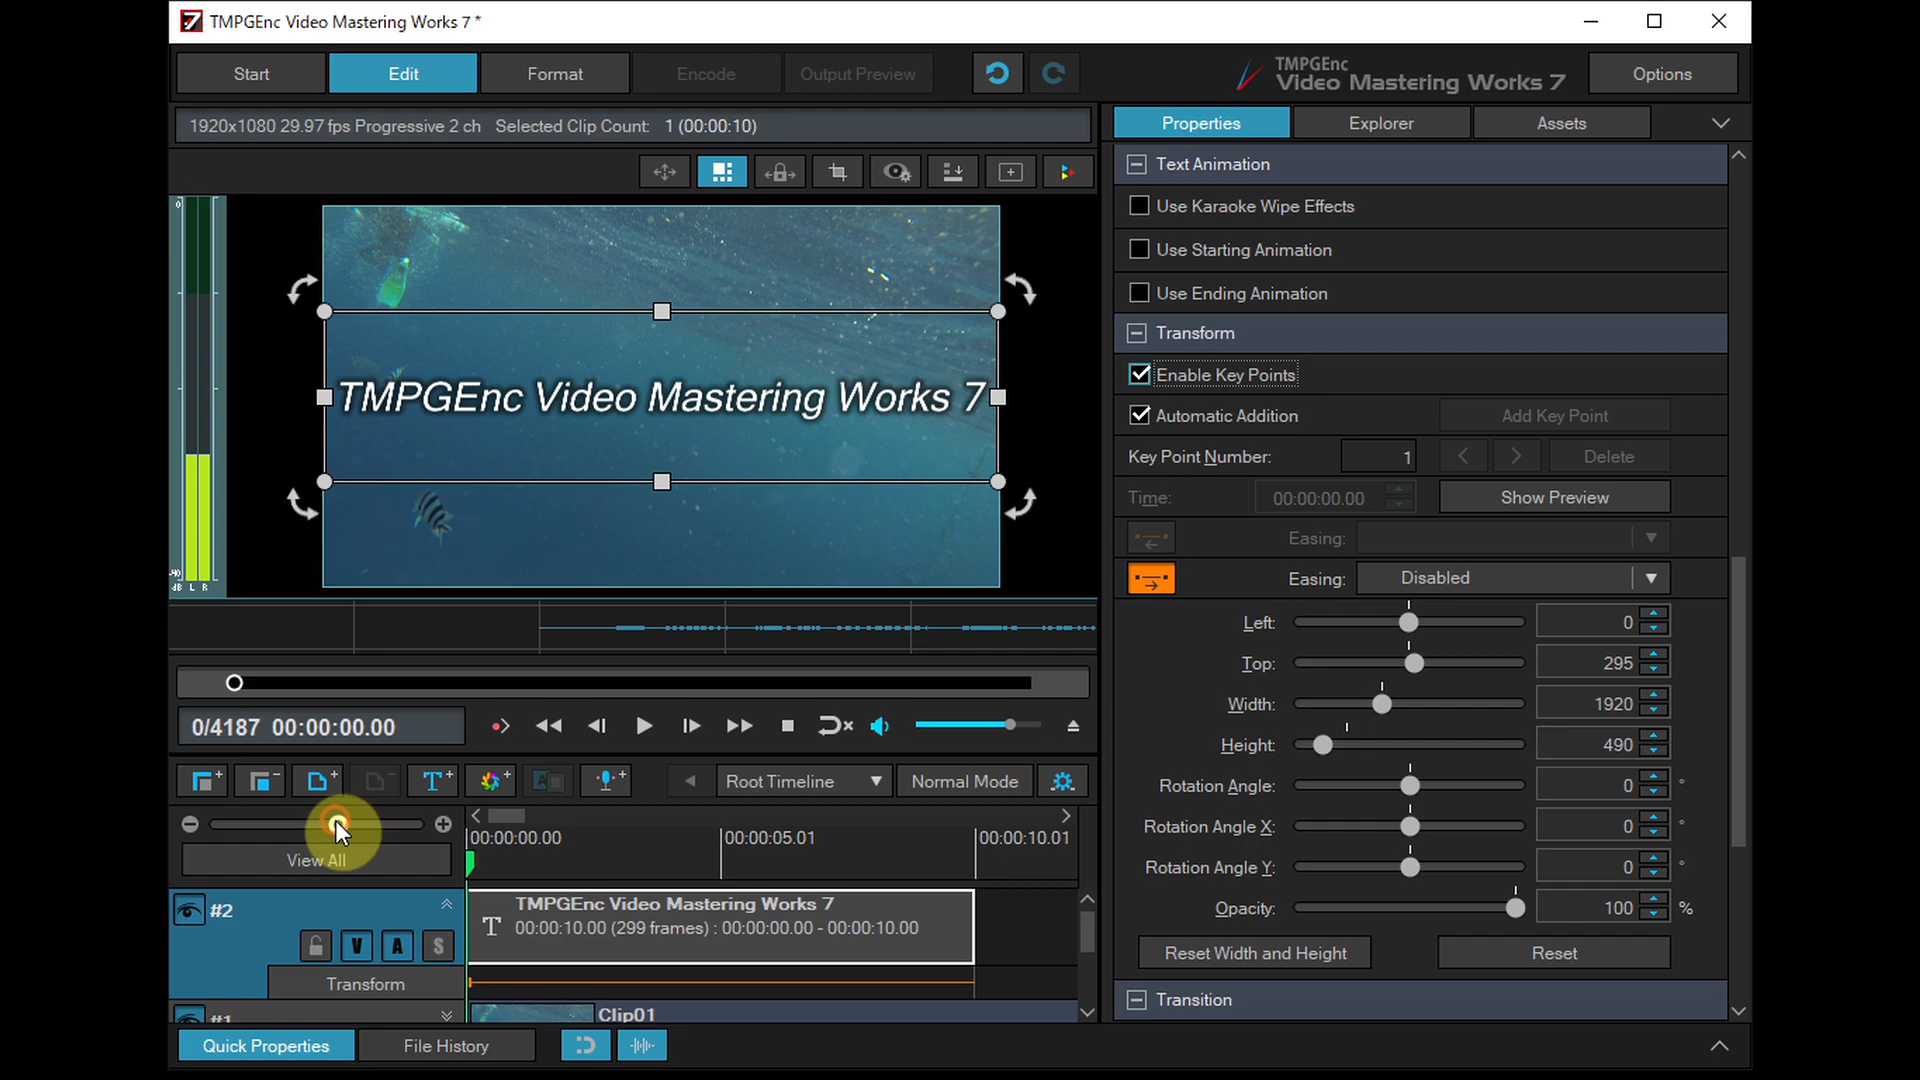 TMPGEnc Video Mastering Works 7 *
Start
Edit
Format
Encode
Output Preview
TMPGEnc
Video Mastering Works 7
Options
1920x1080 29.97 fps Progressive 2 ch Selected Clip Count: 1 (00:00:10)
Properties
Explorer
Assets
Text Animation
Use Karaoke Wipe Effects
Use Starting Animation
Use Ending Animation
Transform
Enable Key Points
Automatic Addition
Add Key Point
Key Point Number:
1
Delete
Time:
00:00:00.00
Show Preview
Easing:
Easing:
Disabled
Left:
0
Top:
295
Width:
1920
Height:
490
Rotation Angle:
0
°
Rotation Angle X:
0
°
Rotation Angle Y:
0
°
Opacity:
100
%
Reset Width and Height
Reset
Transition
0
dB L R
TMPGEnc Video Mastering Works 7
0/4187 00:00:00.00
Root Timeline
Normal Mode
View All
00:00:00.00
00:00:05.01
00:00:10.01
#2
V
A
S
Transform
T
TMPGEnc Video Mastering Works 7
00:00:10.00 (299 frames) : 00:00:00.00 - 00:00:10.00
#1
Clip01
Quick Properties
File History